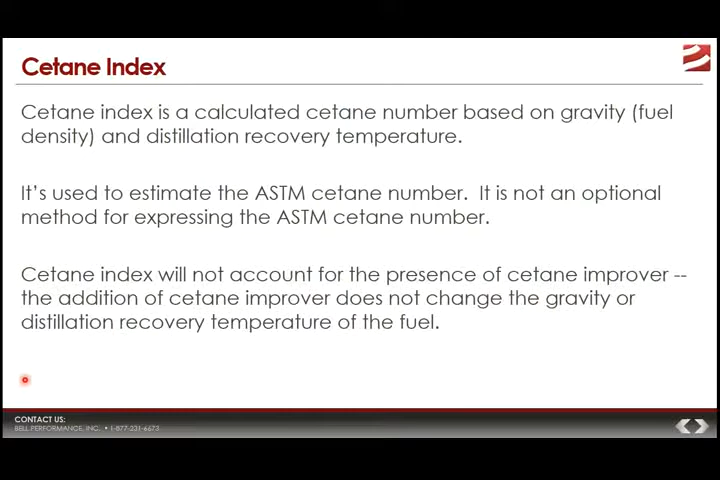 Cetane Index
Cetane index is a calculated cetane number based on gravity (fuel
density) and distillation recovery temperature.
It's used to estimate the ASTM cetane number.  It is not an optional
method for expressing the ASTM cetane number.
Cetane index will not account for the presence of cetane improver --
the addition of cetane improver does not change the gravity or
distillation recovery temperature of the fuel.
CONTACT US:
BELL PERFORMANCE, INC. • 1-877-231-6673